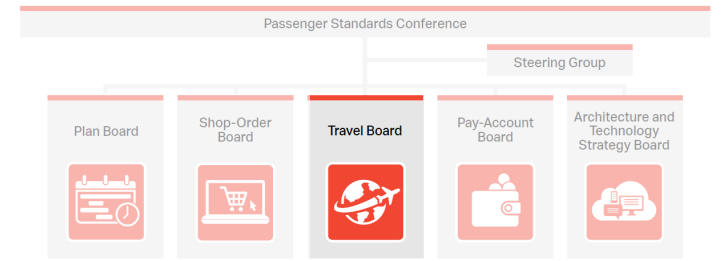 Passenger Standards Conference
Steering Group
Plan Board
Shop-Order
Board
Travel Board
Pay-Account
Board
Architecture and
Technology
Strategy Board